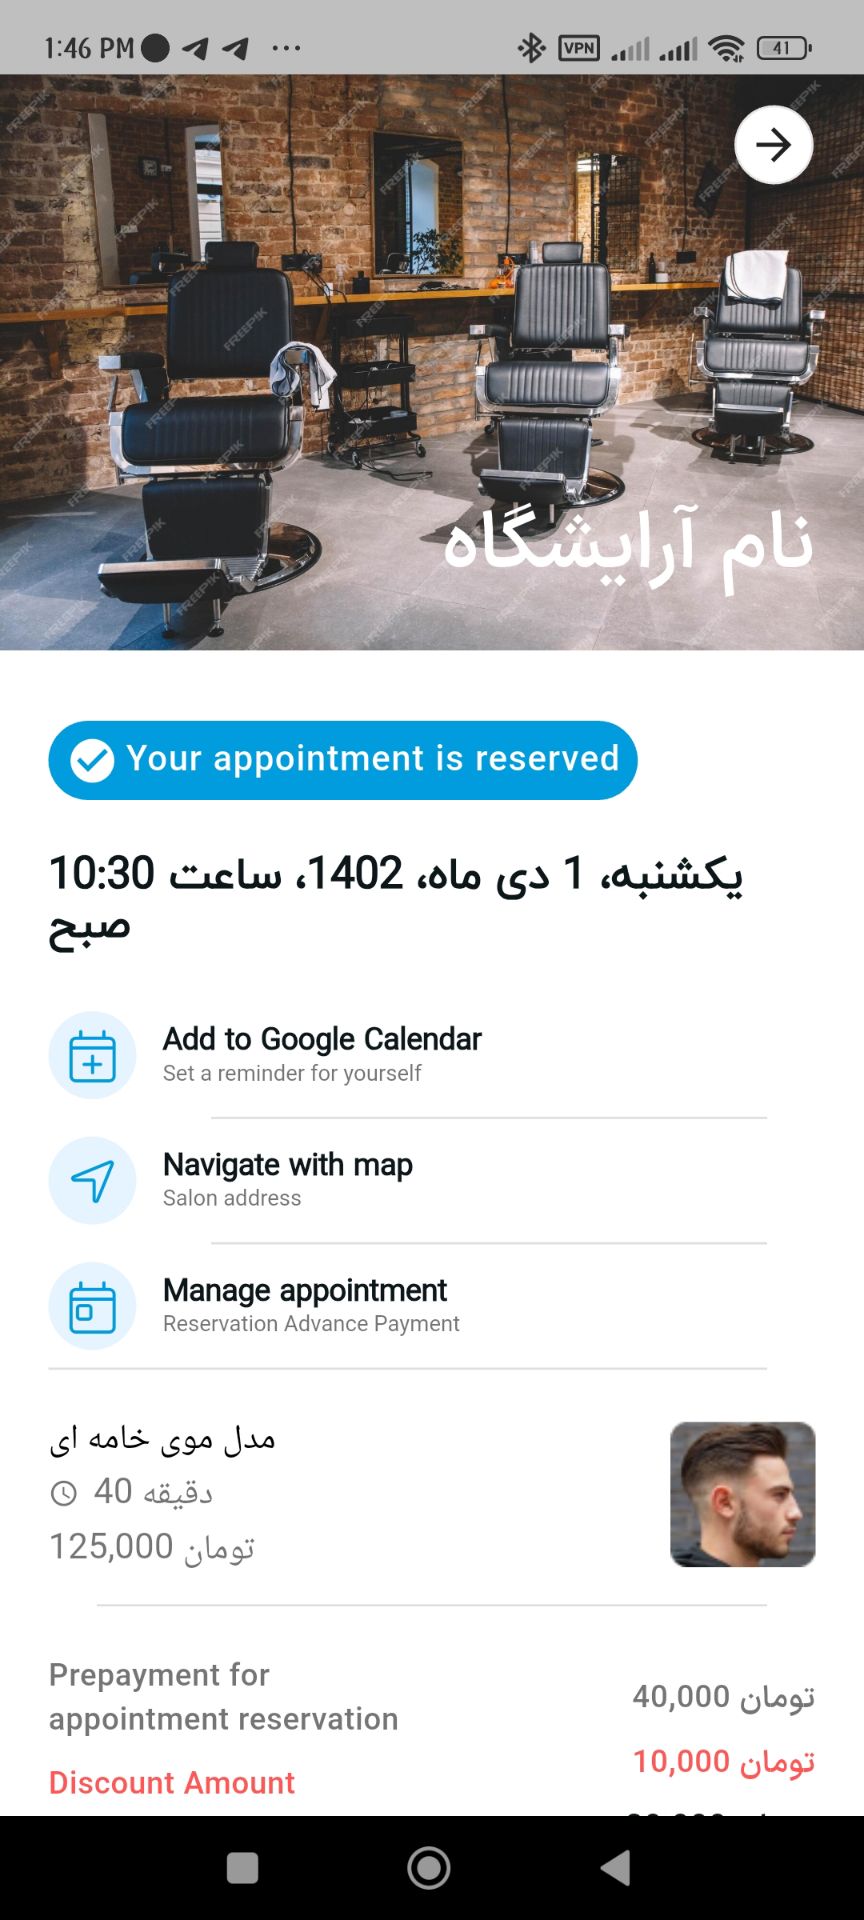 1:46 PM
VPN
41
نام آرایشگاه
Your appointment is reserved
یکشنبه، 1 دی ماه، 1402، ساعت 10:30
صبح
Add to Google Calendar
Set a reminder for yourself
Navigate with map
Salon address
Manage appointment
Reservation Advance Payment
مدل موی خامه ای
40 دقیقه
125,000 تومان
Prepayment for
appointment reservation
40,000 تومان
Discount Amount
10,000 تومان